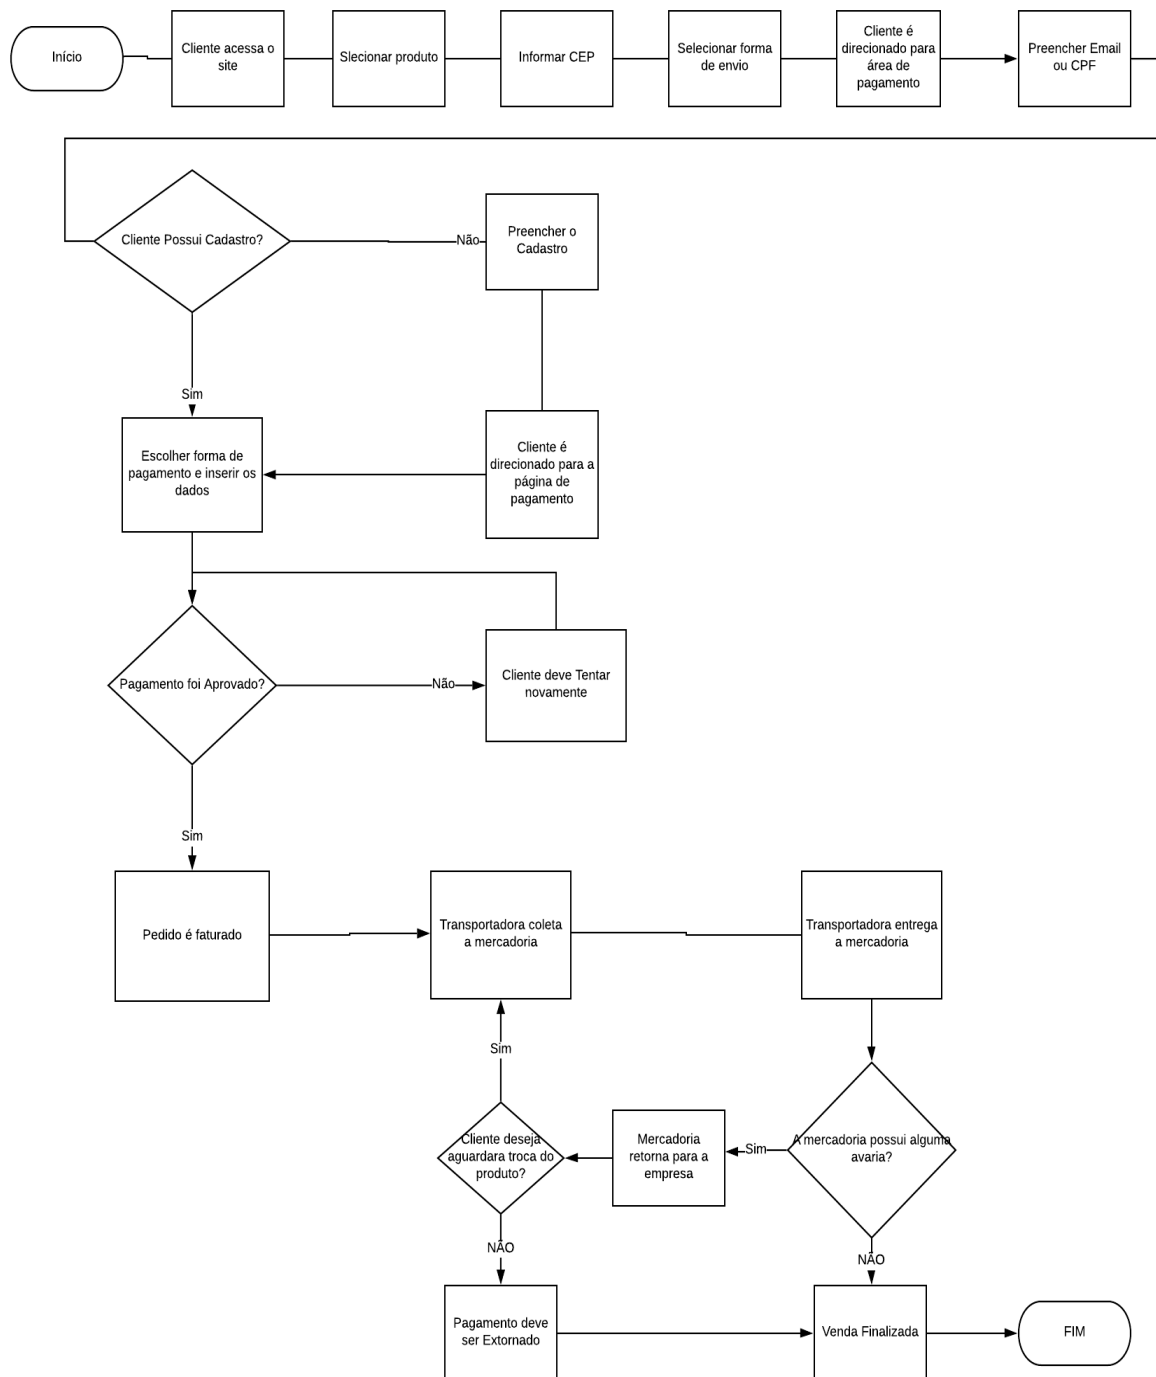 Início
Cliente acessa o
site
Slecionar produto
Informar CEP
Selecionar forma
de envio
Cliente é
direcionado para
área de
pagamento
Preencher Email
ou CPF
Cliente Possui Cadastro?
Não
Preencher o
Cadastro
Sim
Escolher forma de
pagamento e inserir os
dados
Cliente é
direcionado para a
página de
pagamento
Pagamento foi Aprovado?
Não
Cliente deve Tentar
novamente
Sim
Pedido é faturado
Transportadora coleta
a mercadoria
Transportadora entrega
a mercadoria
Sim
Cliente deseja
aguardara troca do
produto?
Mercadoria
retorna para a
empresa
Sim
A mercadoria possui alguma
avaria?
NÃO
NÃO
Pagamento deve
ser Extornado
Venda Finalizada
FIM